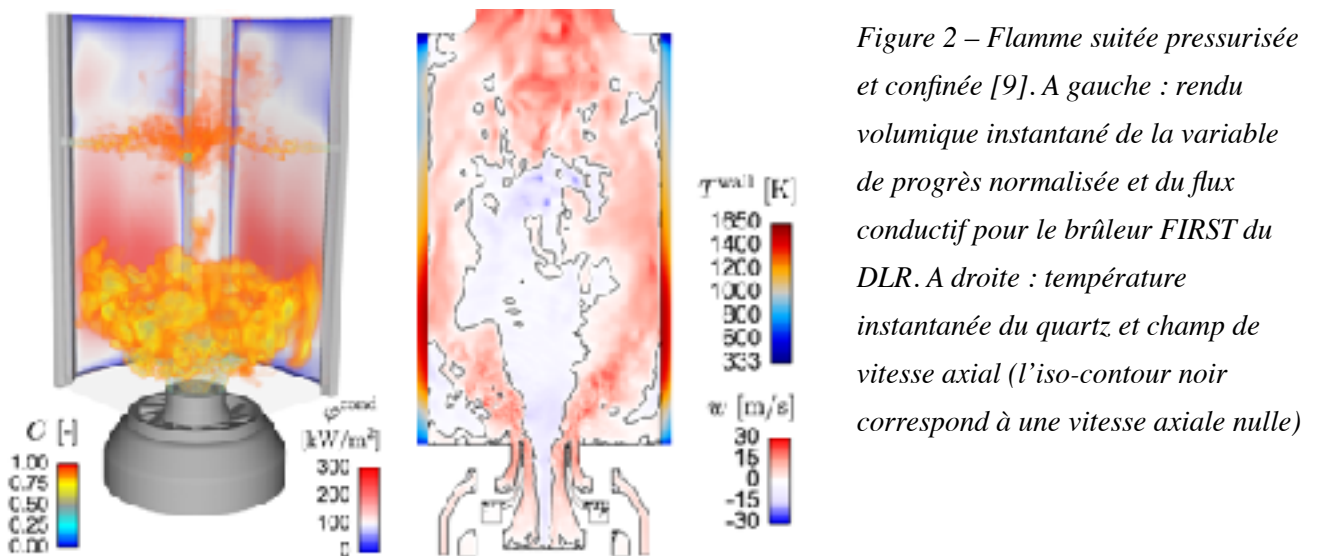 Figure 2 – Flamme suitée pressurisée
et confinée [9]. A gauche : rendu
volumique instantané de la variable
de progrès normalisée et du flux
conductif pour le brûleur FIRST du
DLR. A droite : température
instantanée du quartz et champ de
vitesse axial (l'iso-contour noir
correspond à une vitesse axiale nulle)
T^wall [K]
1650
1400
1200
1000
800
600
333
u [m/s]
30
15
0
-15
-30
C [-]
1.00
0.75
0.50
0.25
0.00
φ^cond
[kW/m²]
300
200
100
0